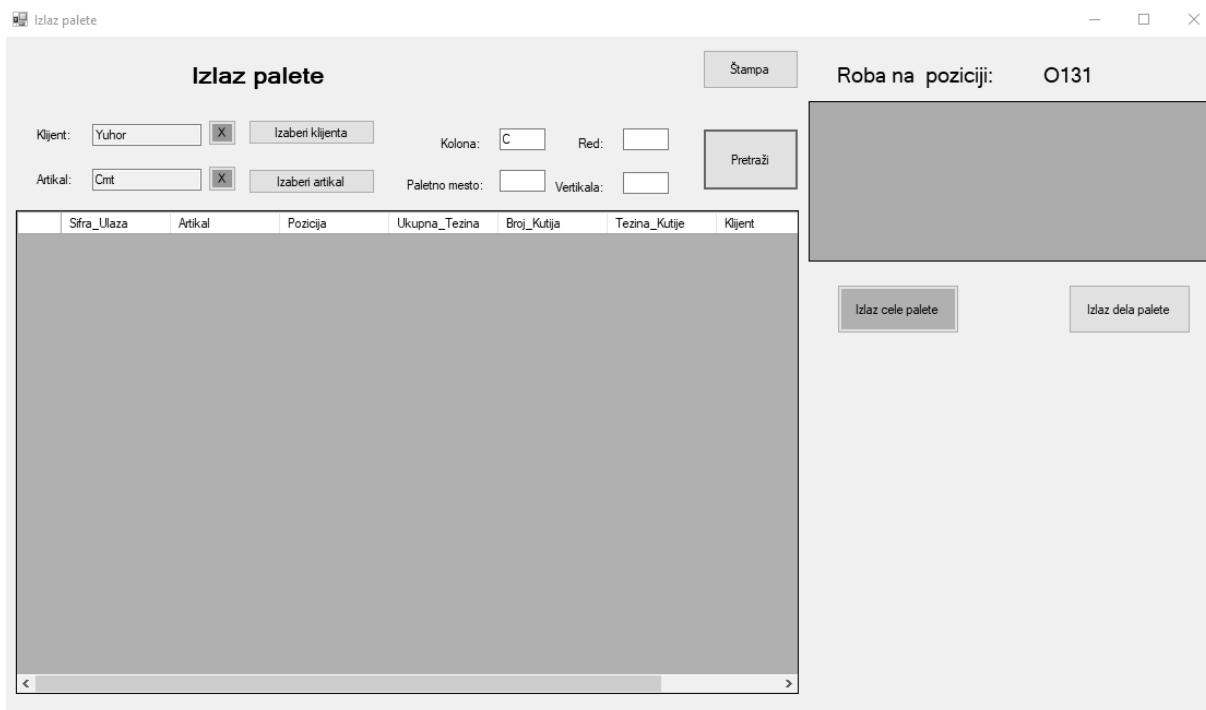 Izlaz palete
Izlaz palete
Štampa
Roba na poziciji: O131
Klijent: Yuhor X Izaberi klijenta
Kolona: C Red:
Pretraži
Artikal: Cmt X Izaberi artikal
Paletno mesto: Vertikala:
Sifra_Ulaza Artikal Pozicija Ukupna_Tezina Broj_Kutija Tezina_Kutije Klijent
Izlaz cele palete Izlaz dela palete